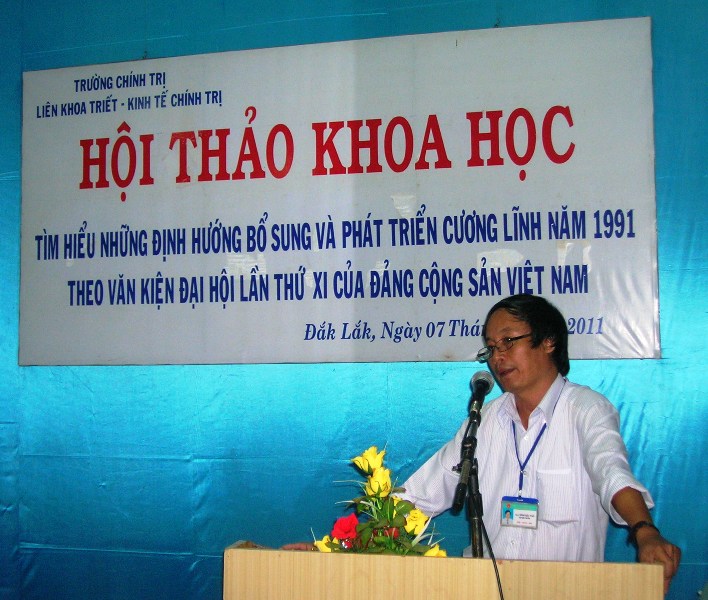 TRƯỜNG CHÍNH TRỊ
LIÊN KHOA TRIẾT - KINH TẾ CHÍNH TRỊ
HỘI THẢO KHOA HỌC
TÌM HIỂU NHỮNG ĐỊNH HƯỚNG BỔ SUNG VÀ PHÁT TRIỂN CƯƠNG LĨNH NĂM 1991
THEO VĂN KIỆN ĐẠI HỘI LẦN THỨ XI CỦA ĐẢNG CỘNG SẢN VIỆT NAM
Đắk Lắk, Ngày 07 Thá 2011